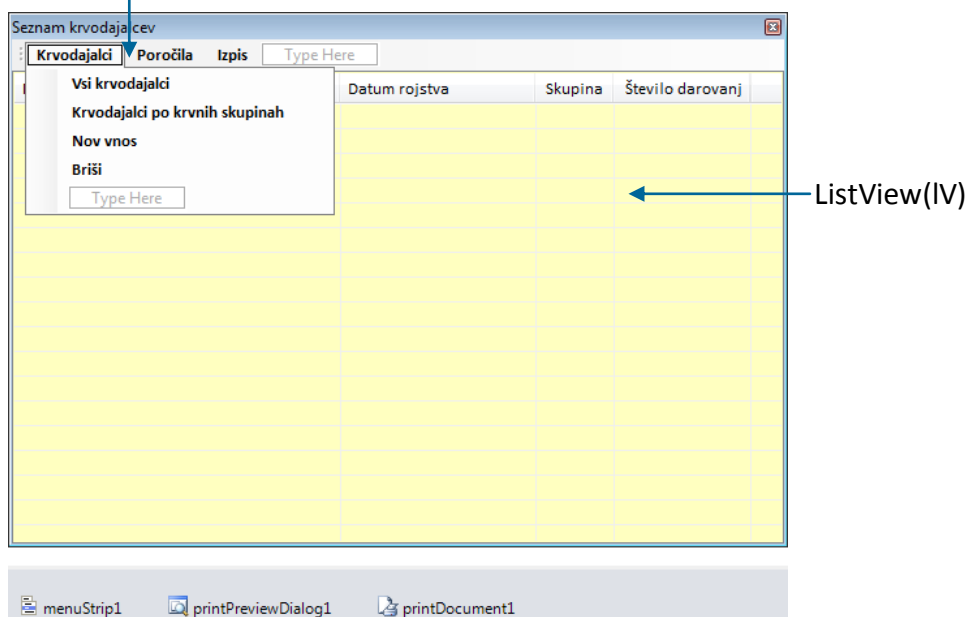 Seznam krvodajalcev
Krvodajalci Poročila Izpis Type Here
Vsi krvodajalci
Krvodajalci po krvnih skupinah
Nov vnos
Briši
Type Here
Datum rojstva Skupina Število darovanj
ListView(lV)
menuStrip1 printPreviewDialog1 printDocument1